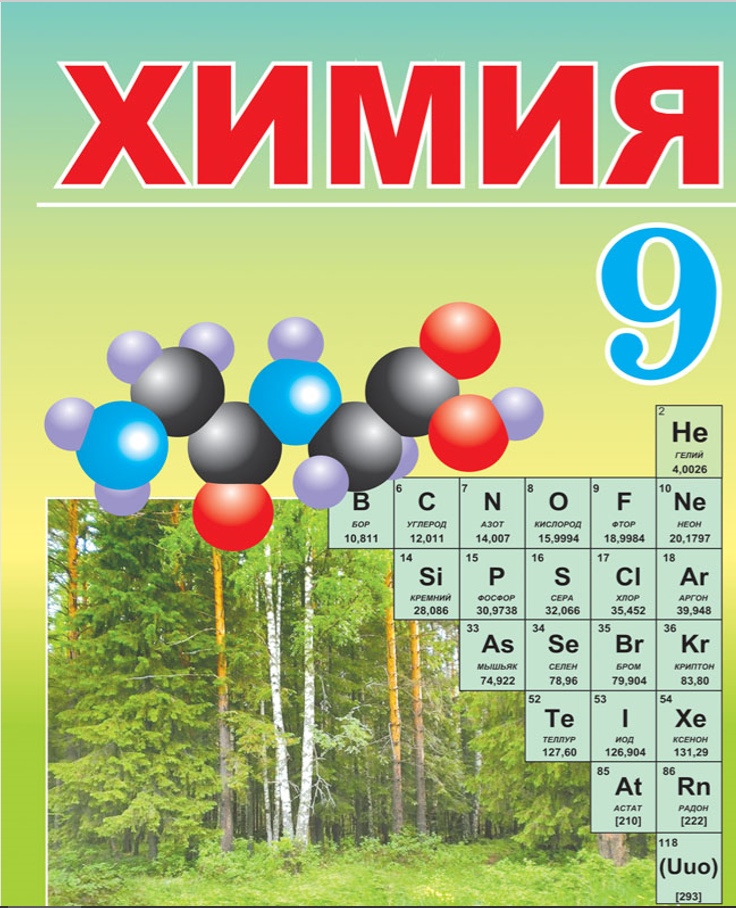 ХИМИЯ
9
2
He
ГЕЛИЙ
4,0026
B
БОР
10,811
6
C
УГЛЕРОД
12,011
7
N
АЗОТ
14,007
8
O
КИСЛОРОД
15,9994
9
F
ФТОР
18,9984
10
Ne
НЕОН
20,1797
14
Si
КРЕМНИЙ
28,086
15
P
ФОСФОР
30,9738
16
S
СЕРА
32,066
17
Cl
ХЛОР
35,452
18
Ar
АРГОН
39,948
33
As
МЫШЬЯК
74,922
34
Se
СЕЛЕН
78,96
35
Br
БРОМ
79,904
36
Kr
КРИПТОН
83,80
52
Te
ТЕЛЛУР
127,60
53
I
ИОД
126,904
54
Xe
КСЕНОН
131,29
85
At
АСТАТ
[210]
86
Rn
РАДОН
[222]
118
(Uuo)
[293]